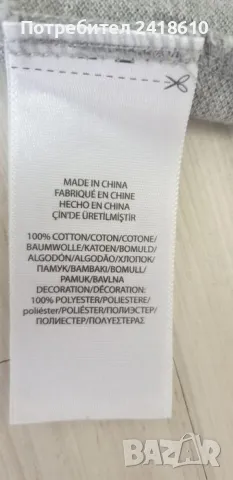 Потребител 2418610
MADE IN CHINA
FABRIQUÉ EN CHINE
HECHO EN CHINA
ÇİN'DE ÜRETİLMİŞTİR
100% COTTON/COTON/COTONE/
BAUMWOLLE/KATOEN/BOMULD/
ALGODÓN/ALGODÃO/ХЛОПОК/
ПАМУК/BAMBAKI/BOMULL/
PAMUK/BAVLNA
DECORATION/DECORATION:
100% POLYESTER/POLIESTERE/
poliéster/POLIÉSTER/ПОЛИЭСТЕР/
ПОЛИЕСТЕР/ΠΟΛΥΕΣΤΕΡΑΣ
BAZAR.bg